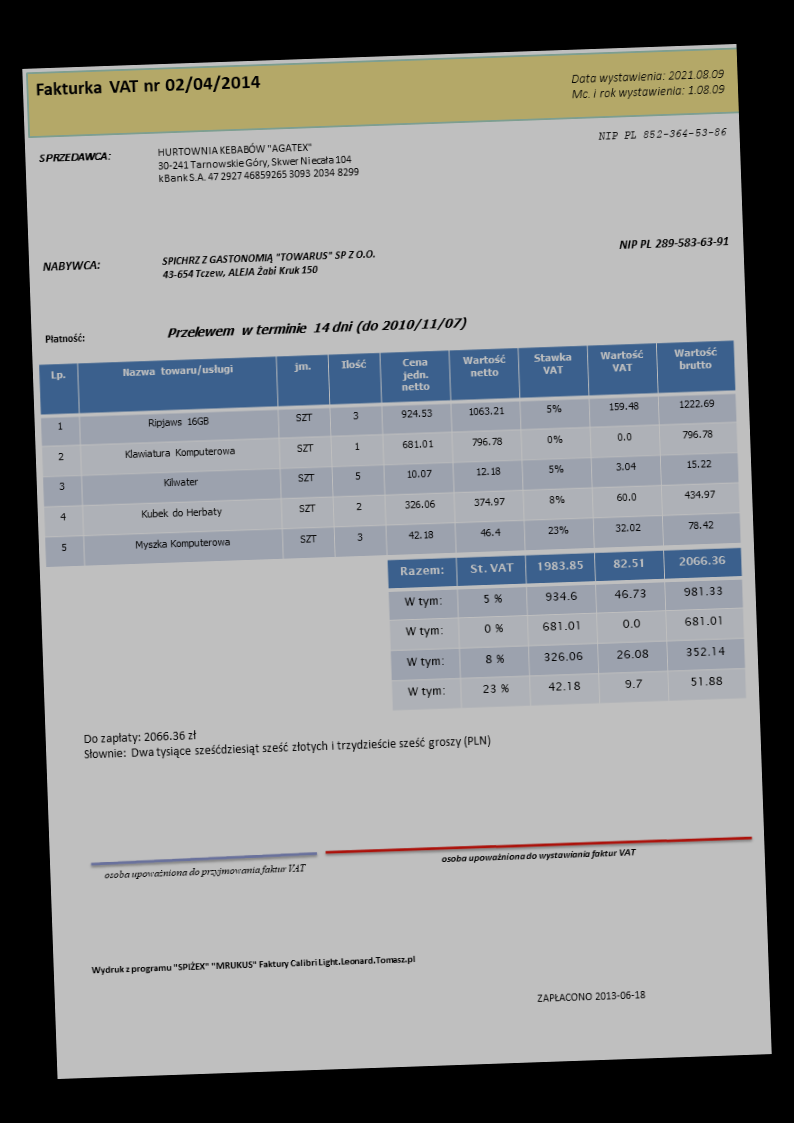 Fakturka VAT nr 02/04/2014
Data wystawienia: 2021.08.09
Mc. i rok wystawienia: 1.08.09
SPRZEDAWCA:
HURTOWNIA KEBABÓW "AGATEX"
30-241 Tarnowskie Góry, Skwer Niecała 104
kBank S.A. 47 2927 46859265 3093 2034 8299
NIP PL 852-364-53-86
NABYWCA:
SPICHRZ Z GASTONOMIĄ "TOWARUS" SP Z O.O.
43-654 Tczew, ALEJA Żabi Kruk 150
NIP PL 289-583-63-91
Płatność: Przelewem w terminie 14 dni (do 2010/11/07)
Lp. Nazwa towaru/usługi jm. Ilość Cena jedn. netto Wartość netto Stawka VAT Wartość VAT Wartość brutto
1 Ripjaws 16GB SZT 3 924.53 1063.21 5% 159.48 1222.69
2 Klawiatura Komputerowa SZT 1 681.01 796.78 0% 0.0 796.78
3 Kilwater SZT 5 10.07 12.18 5% 3.04 15.22
4 Kubek do Herbaty SZT 2 326.06 374.97 8% 60.0 434.97
5 Myszka Komputerowa SZT 3 42.18 46.4 23% 32.02 78.42
Razem: St. VAT 1983.85 82.51 2066.36
W tym: 5 % 934.6 46.73 981.33
W tym: 0 % 681.01 0.0 681.01
W tym: 8 % 326.06 26.08 352.14
W tym: 23 % 42.18 9.7 51.88
Do zapłaty: 2066.36 zł
Słownie: Dwa tysiące sześćdziesiąt sześć złotych i trzydzieście sześć groszy (PLN)
osoba upoważniona do przyjmowania faktur VAT
osoba upoważniona do wystawiania faktur VAT
Wydruk z programu "SPIŻEX" "MRUKUS" Faktury Calibri Light.Leonard.Tomasz.pl
ZAPŁACONO 2013-06-18